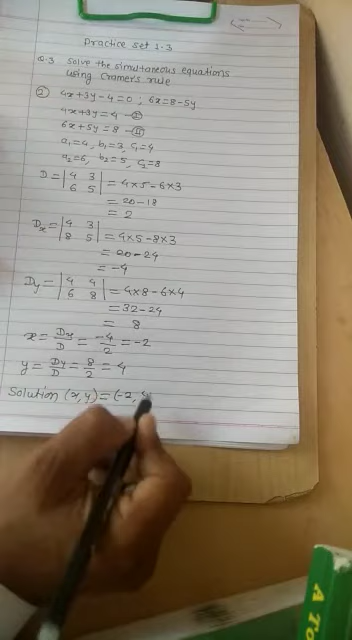 Practice set 1.3
Q.3 Solve the simultaneous equations
using Cramer's rule
② 4x+3y-4=0 ; 6x=8-5y
4x+3y=4 -Ⓘ
6x+5y=8 -Ⓘ
a₁=4, b₁=3, c₁=4
a₂=6, b₂=5, c₂=8
D = |4 3| = 4×5-6×3
|6 5|
= 20-18
= 2
Dx = |4 3| = 4×5-8×3
|8 5|
= 20-24
= -4
Dy = |4 4| = 4×8-6×4
|6 8|
= 32-24
= 8
x = Dx/D = -4/2 = -2
y = Dy/D = 8/2 = 4
Solution (x,y) = (-2, 4
A TO